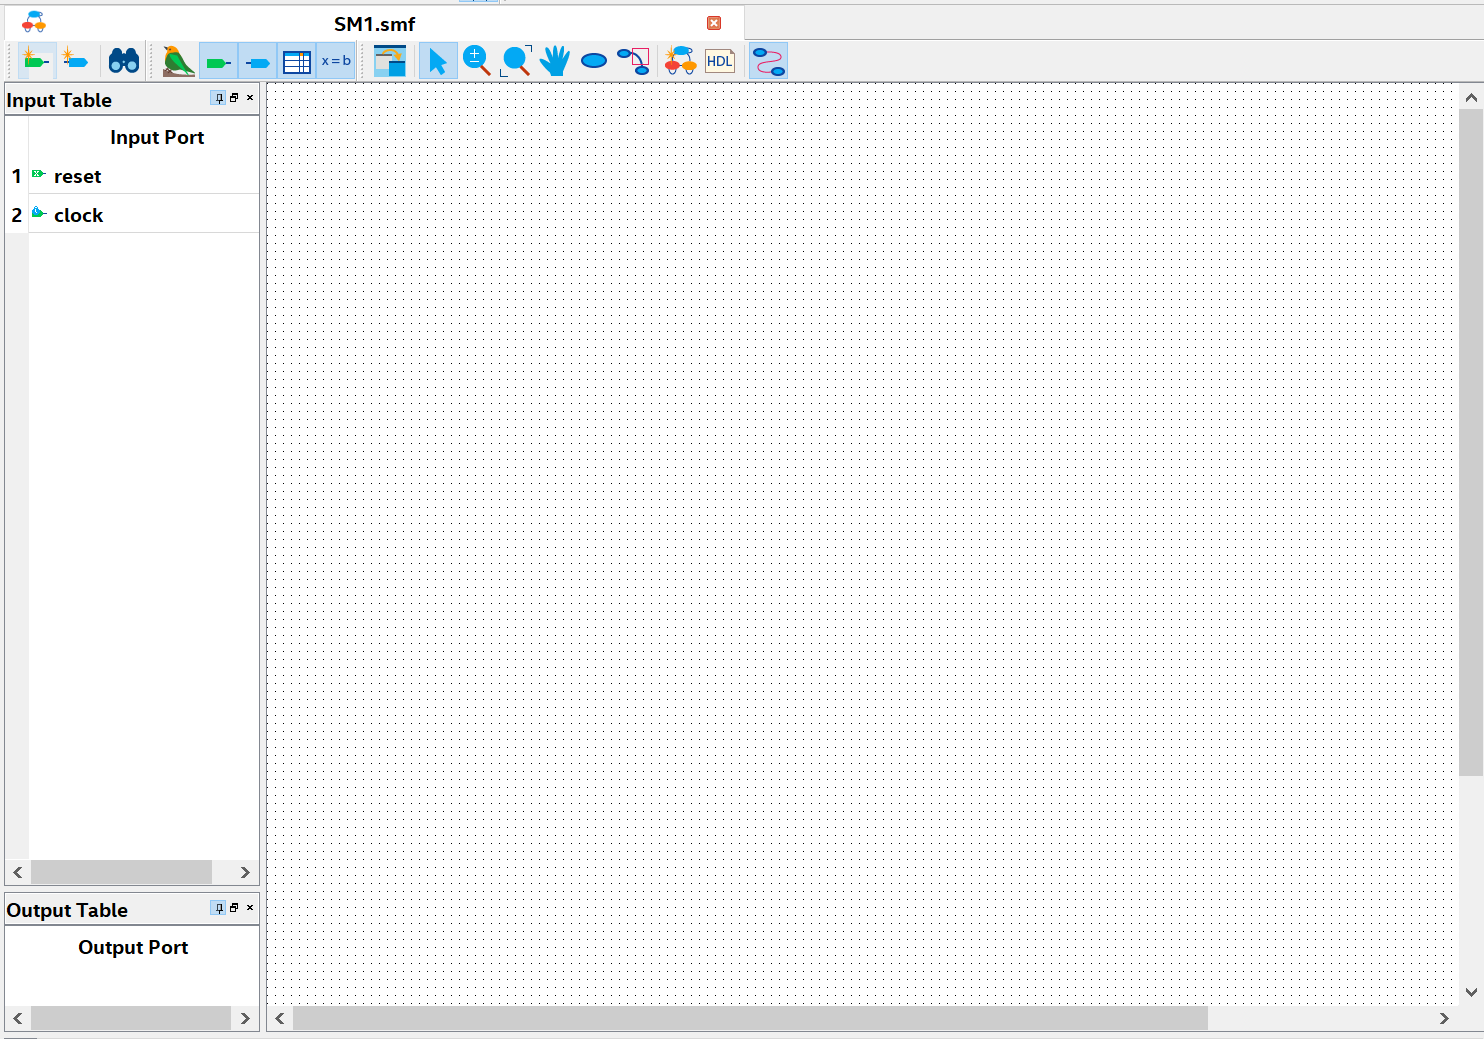 SM1.smf
x=b
HDL
Input Table
Input Port
1 reset
2 clock
Output Table
Output Port